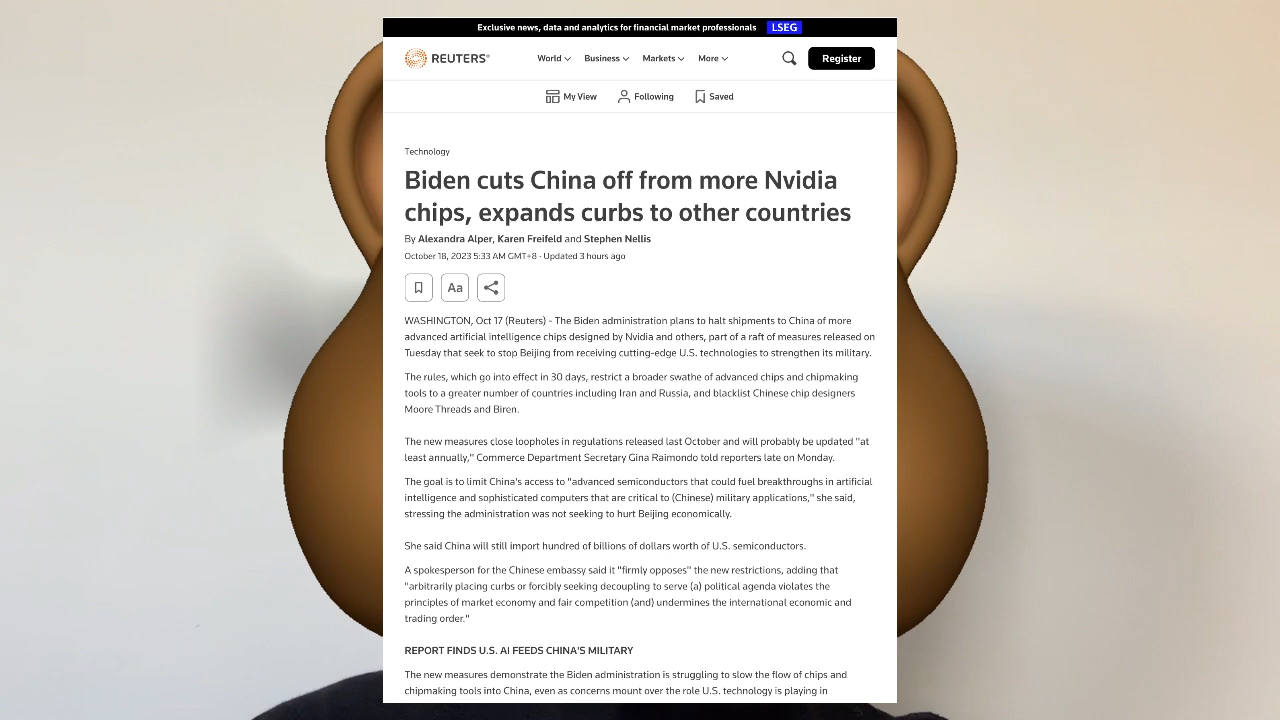 Exclusive news, data and analytics for financial market professionals LSEG
REUTERS®
World Business Markets More
Register
My View Following Saved
Technology
Biden cuts China off from more Nvidia
chips, expands curbs to other countries
By Alexandra Alper, Karen Freifeld and Stephen Nellis
October 18, 2023 5:33 AM GMT+8 · Updated 3 hours ago
Aa
WASHINGTON, Oct 17 (Reuters) - The Biden administration plans to halt shipments to China of more
advanced artificial intelligence chips designed by Nvidia and others, part of a raft of measures released on
Tuesday that seek to stop Beijing from receiving cutting-edge U.S. technologies to strengthen its military.
The rules, which go into effect in 30 days, restrict a broader swathe of advanced chips and chipmaking
tools to a greater number of countries including Iran and Russia, and blacklist Chinese chip designers
Moore Threads and Biren.
The new measures close loopholes in regulations released last October and will probably be updated "at
least annually," Commerce Department Secretary Gina Raimondo told reporters late on Monday.
The goal is to limit China's access to "advanced semiconductors that could fuel breakthroughs in artificial
intelligence and sophisticated computers that are critical to (Chinese) military applications," she said,
stressing the administration was not seeking to hurt Beijing economically.
She said China will still import hundred of billions of dollars worth of U.S. semiconductors.
A spokesperson for the Chinese embassy said it "firmly opposes" the new restrictions, adding that
"arbitrarily placing curbs or forcibly seeking decoupling to serve (a) political agenda violates the
principles of market economy and fair competition (and) undermines the international economic and
trading order."
REPORT FINDS U.S. AI FEEDS CHINA'S MILITARY
The new measures demonstrate the Biden administration is struggling to slow the flow of chips and
chipmaking tools into China, even as concerns mount over the role U.S. technology is playing in